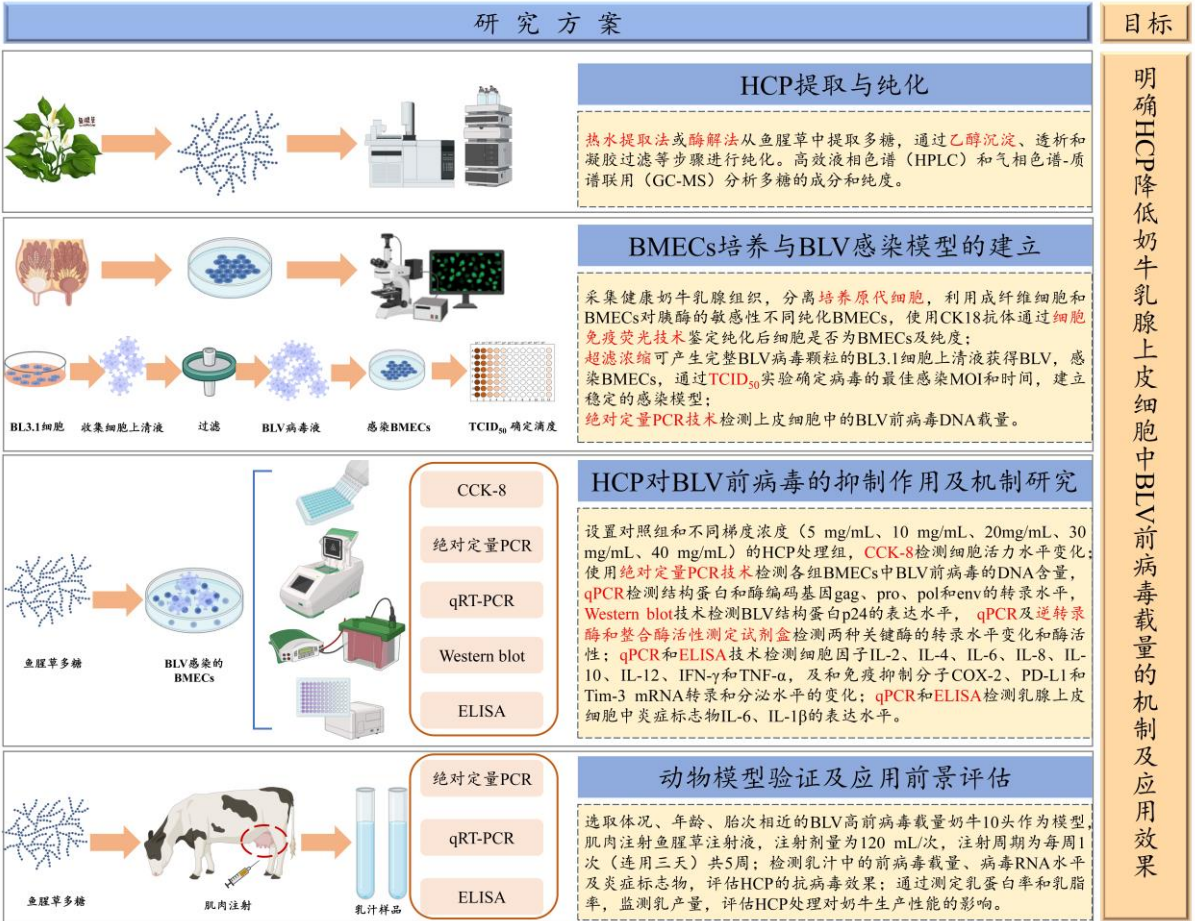 研究方案
目标
鱼腥草
HCP提取与纯化
热水提取法或酶解法从鱼腥草中提取多糖，通过乙醇沉淀、透析和
凝胶过滤等步骤进行纯化。高效液相色谱（HPLC）和气相色谱-质
谱联用（GC-MS）分析多糖的成分和纯度。
BL3.1细胞
收集细胞上清液
过滤
BLV病毒液
感染BMECs
TCID50 确定滴度
BMECs培养与BLV感染模型的建立
采集健康奶牛乳腺组织，分离培养原代细胞，利用成纤维细胞和
BMECs对胰酶的敏感性不同纯化BMECs，使用CK18抗体通过细胞
免疫荧光技术鉴定纯化后细胞是否为BMECs及纯度；
超滤浓缩可产生完整BLV病毒颗粒的BL3.1细胞上清液获得BLV，感
染BMECs，通过TCID50实验确定病毒的最佳感染MOI和时间，建立
稳定的感染模型；
绝对定量PCR技术检测上皮细胞中的BLV前病毒DNA载量。
鱼腥草多糖
BLV感染的
BMECs
CCK-8
绝对定量PCR
qRT-PCR
Western blot
ELISA
HCP对BLV前病毒的抑制作用及机制研究
设置对照组和不同梯度浓度（5 mg/mL、10 mg/mL、20mg/mL、30
mg/mL、40 mg/mL）的HCP处理组，CCK-8检测细胞活力水平变化；
使用绝对定量PCR技术检测各组BMECs中BLV前病毒的DNA含量，
qPCR检测结构蛋白和酶编码基因gag、pro、pol和env的转录水平，
Western blot技术检测BLV结构蛋白p24的表达水平， qPCR及逆转录
酶和整合酶活性测定试剂盒检测两种关键酶的转录水平变化和酶活
性；qPCR和ELISA技术检测细胞因子IL-2、IL-4、IL-6、IL-8、IL-
10、IL-12、IFN-γ和TNF-α，及和免疫抑制分子COX-2、PD-L1和
Tim-3 mRNA转录和分泌水平的变化；qPCR和ELISA检测乳腺上皮
细胞中炎症标志物IL-6、IL-1β的表达水平。
鱼腥草多糖
肌肉注射
乳汁样品
绝对定量PCR
qRT-PCR
ELISA
动物模型验证及应用前景评估
选取体况、年龄、胎次相近的BLV高前病毒载量奶牛10头作为模型，
肌肉注射鱼腥草注射液，注射剂量为120 mL/次，注射周期为每周1
次（连用三天）共5周；检测乳汁中的前病毒载量、病毒RNA水平
及炎症标志物，评估HCP的抗病毒效果；通过测定乳蛋白率和乳脂
率，监测乳产量，评估HCP处理对奶牛生产性能的影响。
明确HCP降低奶牛乳腺上皮细胞中BLV前病毒载量的机制及应用效果